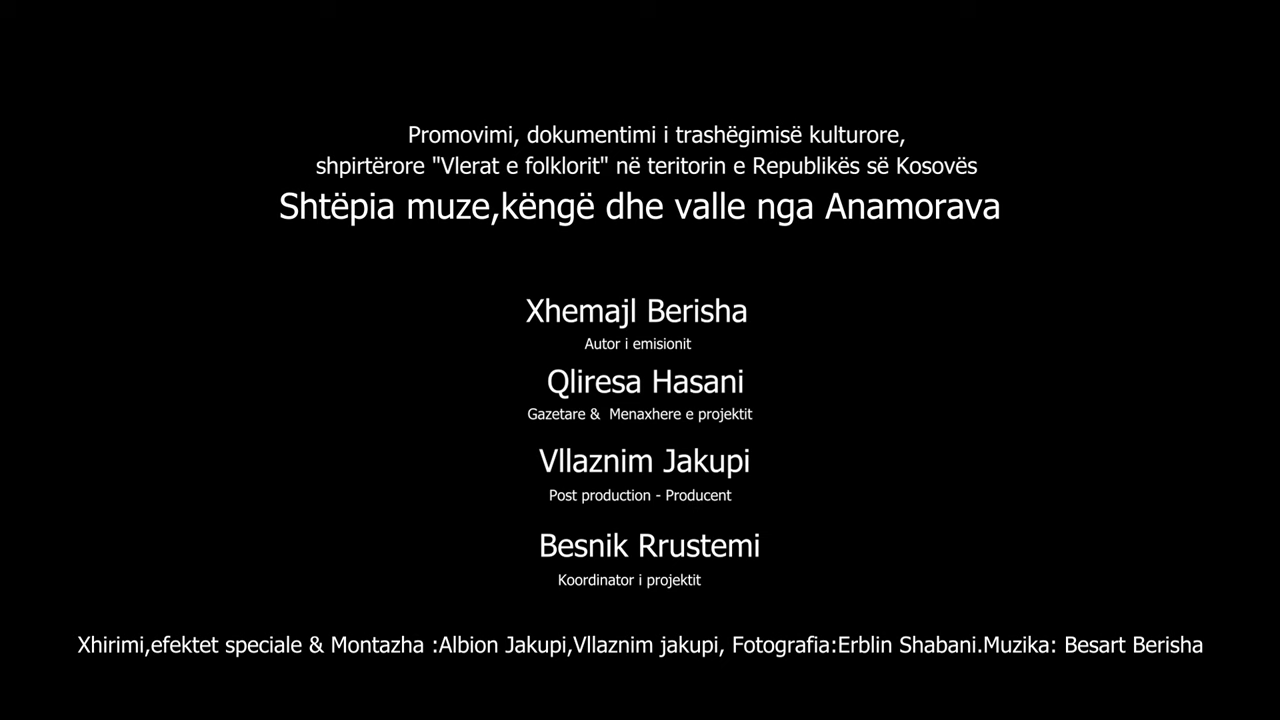 Promovimi, dokumentimi i trashëgimisë kulturore,
shpirtërore "Vlerat e folklorit" në teritorin e Republikës së Kosovës
Shtëpia muze,këngë dhe valle nga Anamorava
Xhemajl Berisha
Autor i emisionit
Qliresa Hasani
Gazetare &  Menaxhere e projektit
Vllaznim Jakupi
Post production - Producent
Besnik Rrustemi
Koordinator i projektit
Xhirimi,efektet speciale & Montazha :Albion Jakupi,Vllaznim jakupi, Fotografia:Erblin Shabani.Muzika: Besart Berisha